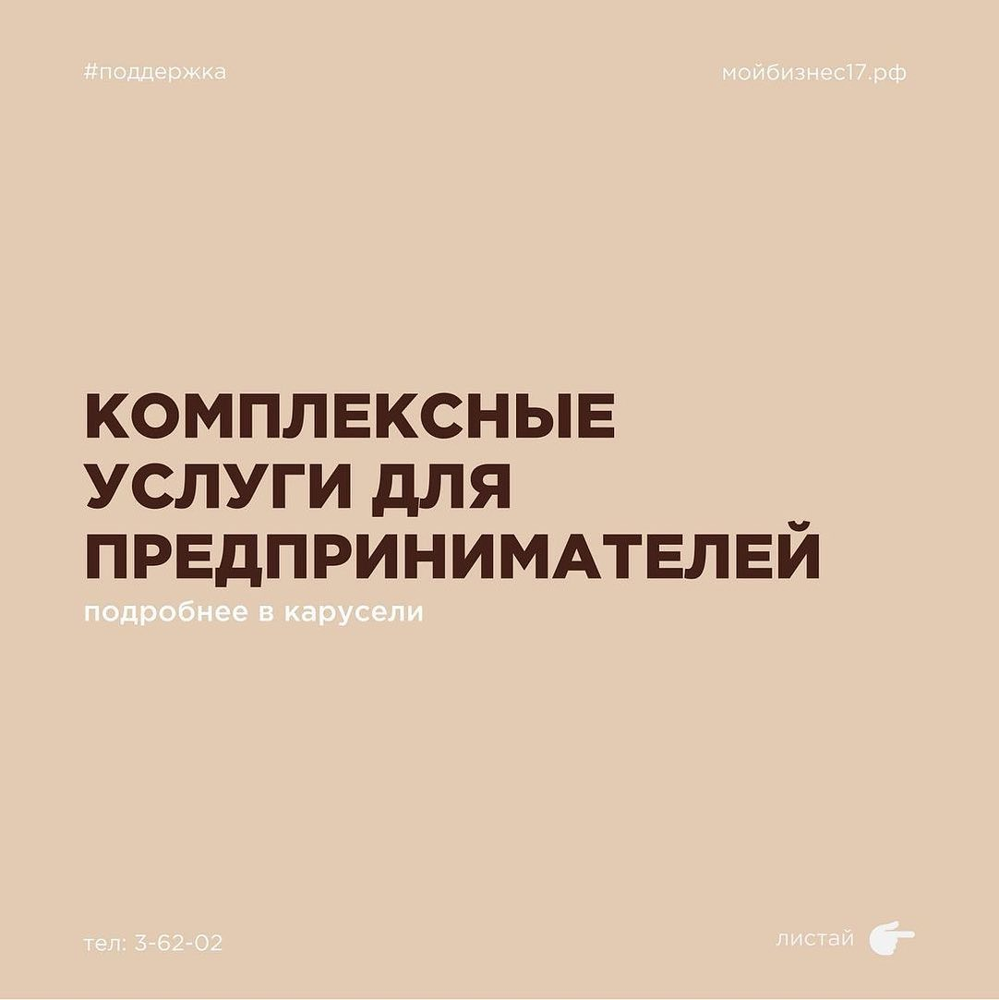 #поддержка
мойбизнес17.рф
КОМПЛЕКСНЫЕ
УСЛУГИ ДЛЯ
ПРЕДПРИНИМАТЕЛЕЙ
подробнее в карусели
тел: 3-62-02
листай